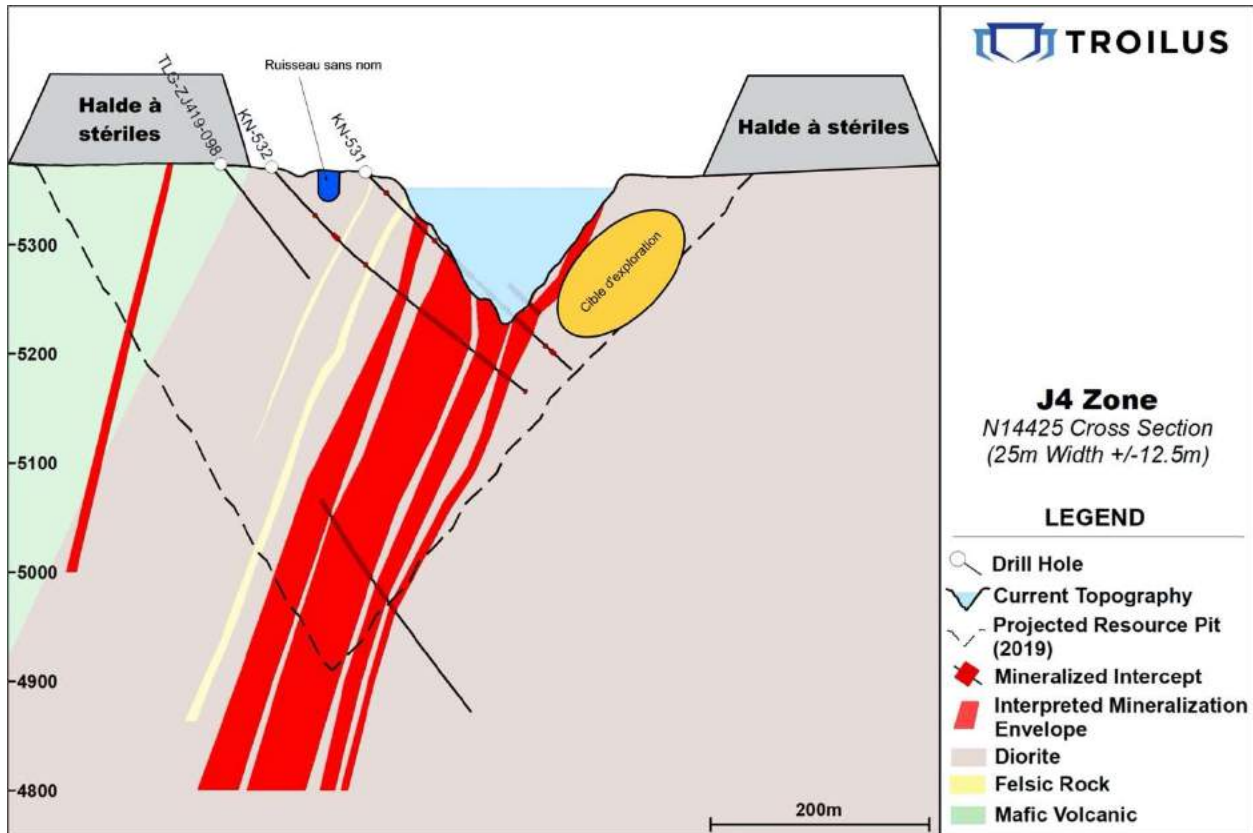 Halde à
stériles
TLG-ZJ419-098
KN-532
Ruisseau sans nom
KN-531
Halde à stériles
Cible d'exploration
5300
5200
5100
5000
4900
4800
200m
TROILUS
J4 Zone
N14425 Cross Section
(25m Width +/-12.5m)
LEGEND
Drill Hole
Current Topography
Projected Resource Pit
(2019)
Mineralized Intercept
Interpreted Mineralization
Envelope
Diorite
Felsic Rock
Mafic Volcanic